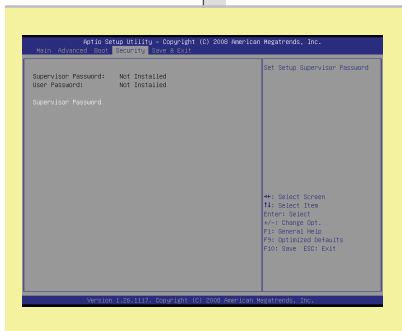 Aptio Setup Utility - Copyright (C) 2008 American Megatrends, Inc.
Main Advanced Boot Security Save & Exit
Supervisor Password: Not Installed
User Password: Not Installed
Supervisor Password
Set Setup Supervisor Password
→←: Select Screen
↑↓: Select Item
Enter: Select
+/-: Change Opt.
F1: General Help
F9: Optimized Defaults
F10: Save ESC: Exit
Version 1.26.1117. Copyright (C) 2008 American Megatrends, Inc.